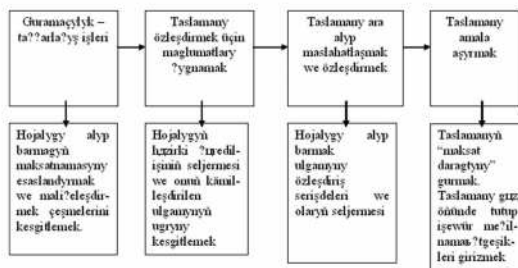 Guramaçylyk –
ta??arla?yş işleri
Taslamany
özleşdirmek üçin
maglumatlary
?ygnamak
Taslamany ara
alyp
maslahatlaşmak
we özleşdirmek
Taslamany
amala
aşyrmak
Hojalygy alyp
barmagyň
maksatnamasyny
esaslandyrmak
we mali?eleşdir-
mek çeşmelerini
kesgitlemek.
Hojalygyň
?uredil-
işiniň seljermesi
we onuň kämil-
leşdirilen
ulgamynyň
ugryny
kesgitlemek
Hojalygy alyp
barmak
ulgamyny
özleşdiriş
serişdeleri we
olaryň seljermesi
Taslamanyň
“maksat
daragtyny”
gurmak.
Taslamany
öňünde tutup
işewür me?il-
?tgeşik-
leri girizmek